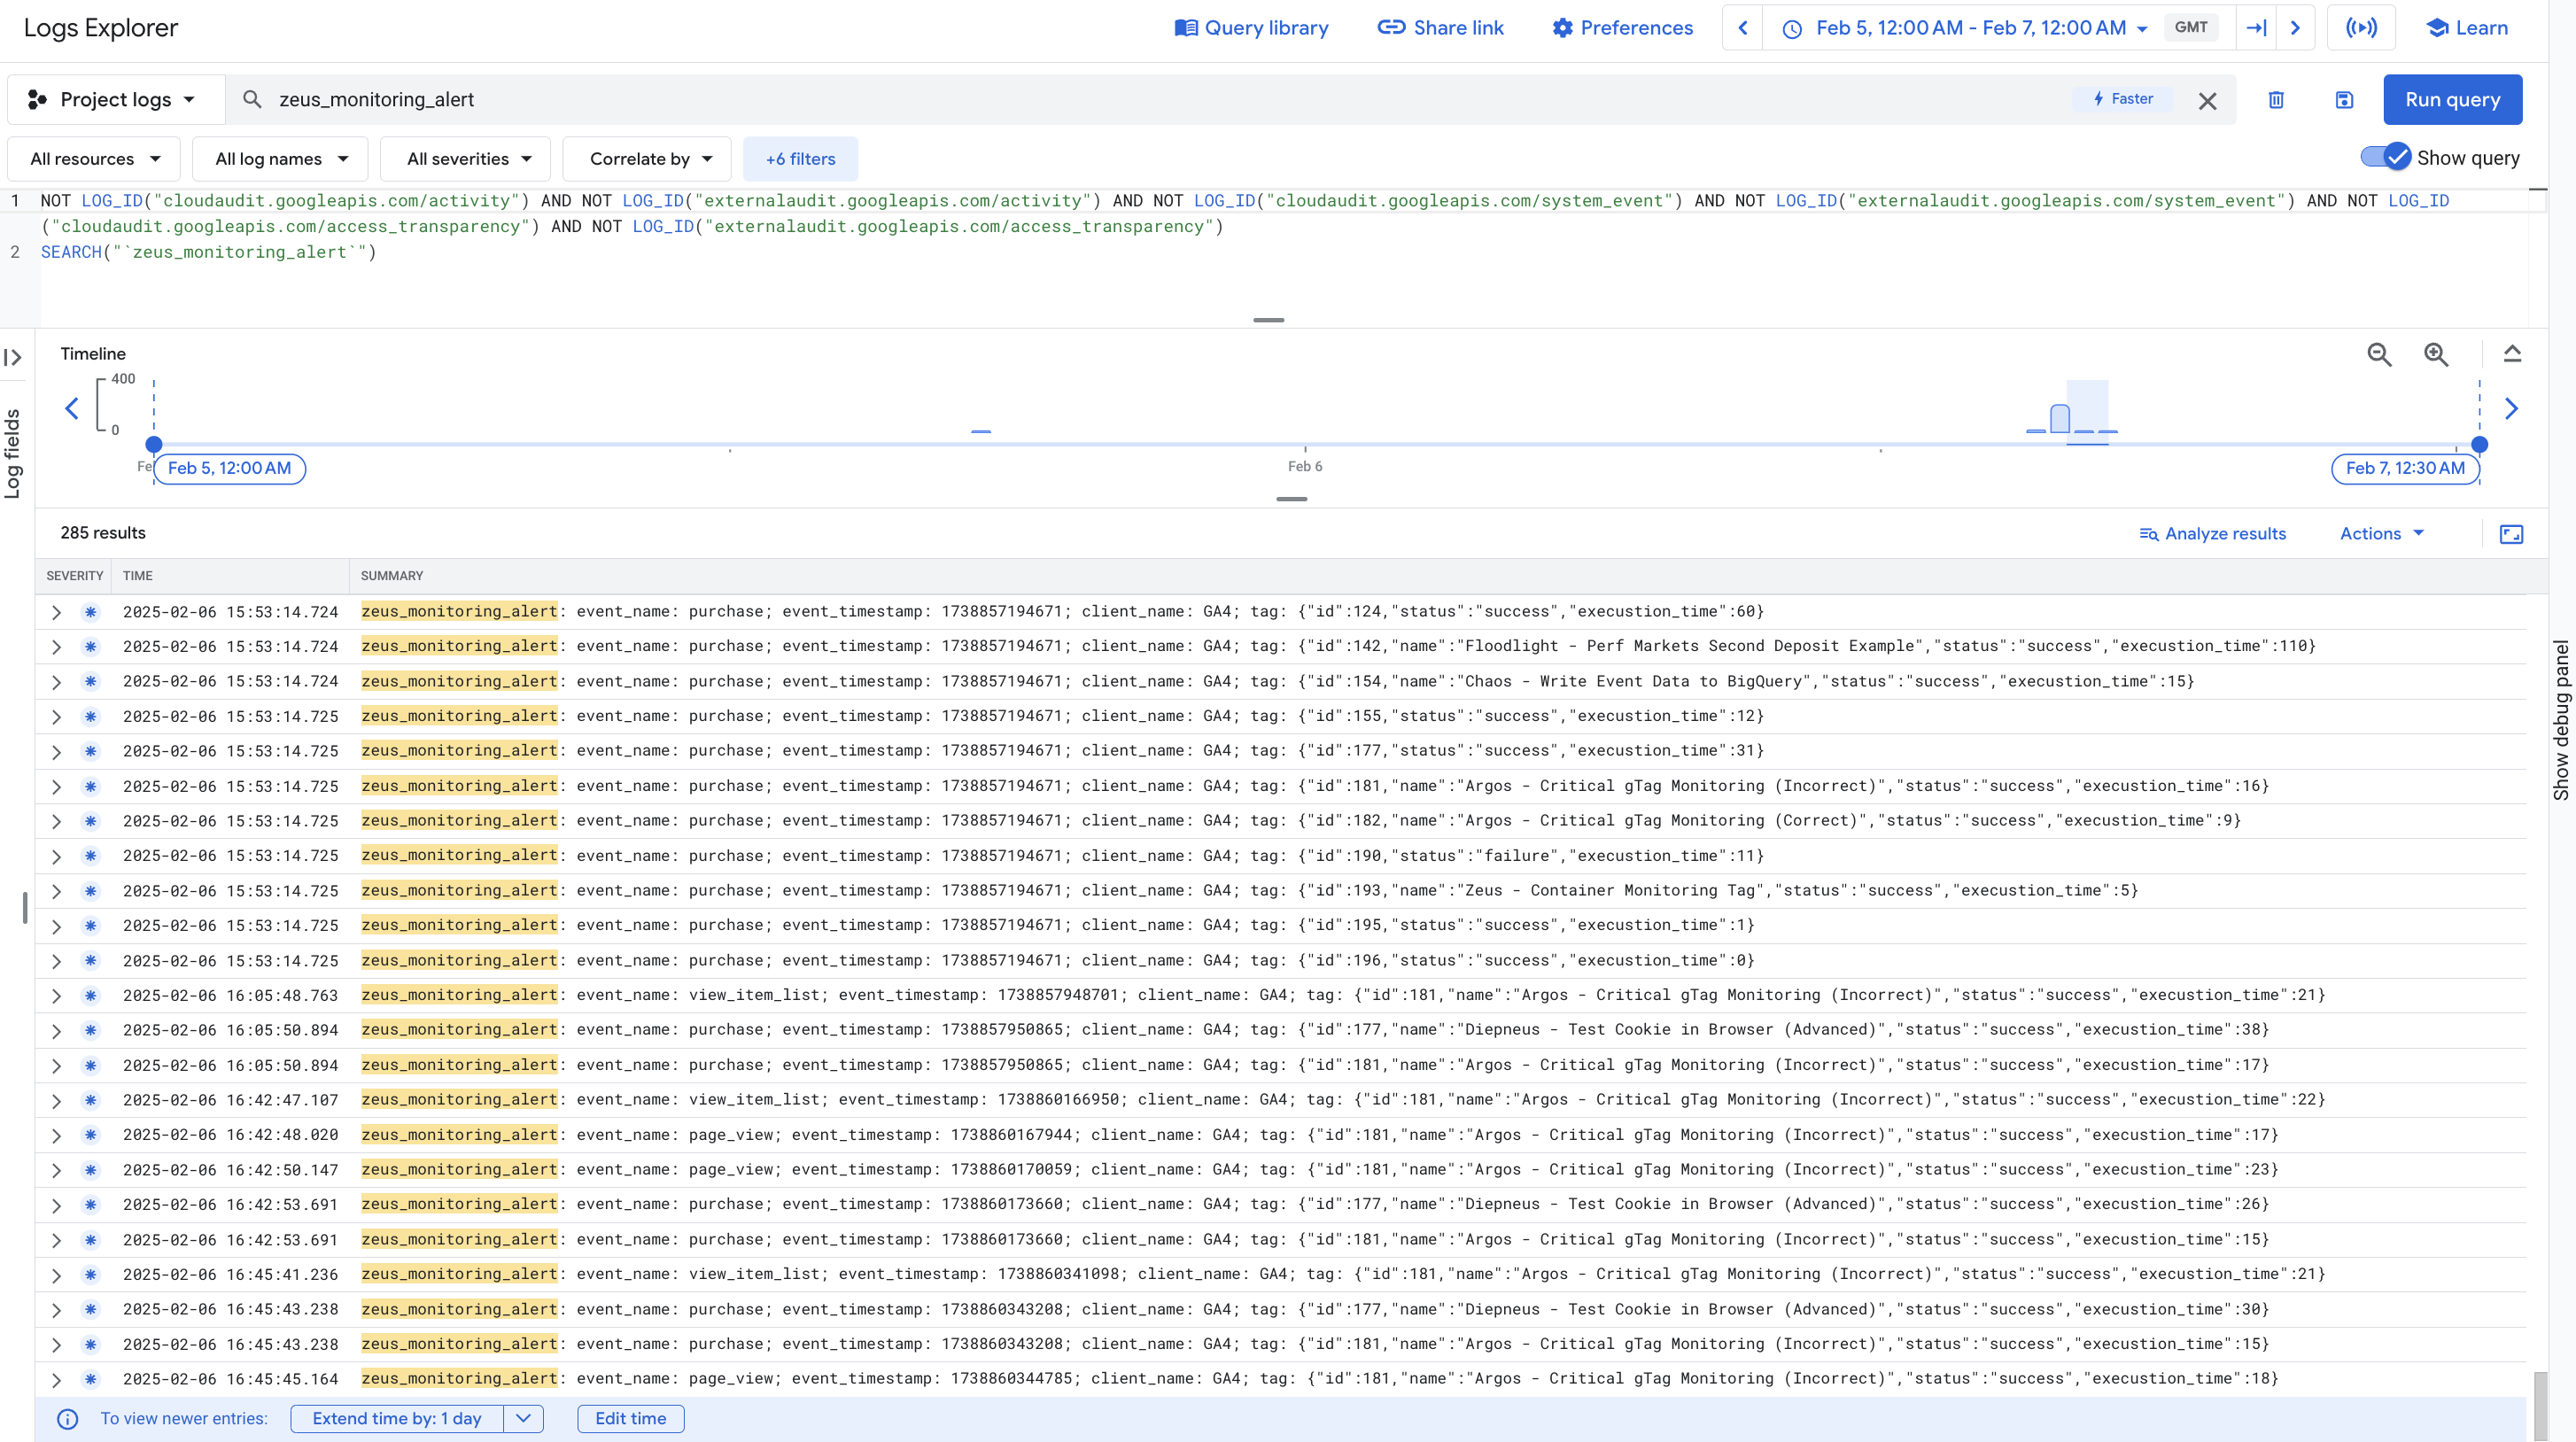 Logs Explorer
Query library
Share link
Preferences
Feb 5, 12:00 AM - Feb 7, 12:00 AM
GMT
Learn
Project logs
zeus_monitoring_alert
Faster
Run query
All resources
All log names
All severities
Correlate by
+6 filters
Show query
1 NOT LOG_ID("cloudaudit.googleapis.com/activity") AND NOT LOG_ID("externalaudit.googleapis.com/activity") AND NOT LOG_ID("cloudaudit.googleapis.com/system_event") AND NOT LOG_ID("externalaudit.googleapis.com/system_event") AND NOT LOG_ID
("cloudaudit.googleapis.com/access_transparency") AND NOT LOG_ID("externalaudit.googleapis.com/access_transparency")
2 SEARCH("`zeus_monitoring_alert`")
Log fields
Timeline
400
0
Fe
Feb 5, 12:00 AM
Feb 6
Feb 7, 12:30 AM
285 results
Analyze results
Actions
SEVERITY TIME SUMMARY
2025-02-06 15:53:14.724 zeus_monitoring_alert: event_name: purchase; event_timestamp: 1738857194671; client_name: GA4; tag: {"id":124,"status":"success","execustion_time":60}
2025-02-06 15:53:14.724 zeus_monitoring_alert: event_name: purchase; event_timestamp: 1738857194671; client_name: GA4; tag: {"id":142,"name":"Floodlight - Perf Markets Second Deposit Example","status":"success","execustion_time":110}
2025-02-06 15:53:14.724 zeus_monitoring_alert: event_name: purchase; event_timestamp: 1738857194671; client_name: GA4; tag: {"id":154,"name":"Chaos - Write Event Data to BigQuery","status":"success","execustion_time":15}
2025-02-06 15:53:14.725 zeus_monitoring_alert: event_name: purchase; event_timestamp: 1738857194671; client_name: GA4; tag: {"id":155,"status":"success","execustion_time":12}
2025-02-06 15:53:14.725 zeus_monitoring_alert: event_name: purchase; event_timestamp: 1738857194671; client_name: GA4; tag: {"id":177,"status":"success","execustion_time":31}
2025-02-06 15:53:14.725 zeus_monitoring_alert: event_name: purchase; event_timestamp: 1738857194671; client_name: GA4; tag: {"id":181,"name":"Argos - Critical gTag Monitoring (Incorrect)","status":"success","execustion_time":16}
2025-02-06 15:53:14.725 zeus_monitoring_alert: event_name: purchase; event_timestamp: 1738857194671; client_name: GA4; tag: {"id":182,"name":"Argos - Critical gTag Monitoring (Correct)","status":"success","execustion_time":9}
2025-02-06 15:53:14.725 zeus_monitoring_alert: event_name: purchase; event_timestamp: 1738857194671; client_name: GA4; tag: {"id":190,"status":"failure","execustion_time":11}
2025-02-06 15:53:14.725 zeus_monitoring_alert: event_name: purchase; event_timestamp: 1738857194671; client_name: GA4; tag: {"id":193,"name":"Zeus - Container Monitoring Tag","status":"success","execustion_time":5}
2025-02-06 15:53:14.725 zeus_monitoring_alert: event_name: purchase; event_timestamp: 1738857194671; client_name: GA4; tag: {"id":195,"status":"success","execustion_time":1}
2025-02-06 15:53:14.725 zeus_monitoring_alert: event_name: purchase; event_timestamp: 1738857194671; client_name: GA4; tag: {"id":196,"status":"success","execustion_time":0}
2025-02-06 16:05:48.763 zeus_monitoring_alert: event_name: view_item_list; event_timestamp: 1738857948701; client_name: GA4; tag: {"id":181,"name":"Argos - Critical gTag Monitoring (Incorrect)","status":"success","execustion_time":21}
2025-02-06 16:05:50.894 zeus_monitoring_alert: event_name: purchase; event_timestamp: 1738857950865; client_name: GA4; tag: {"id":177,"name":"Diepneus - Test Cookie in Browser (Advanced)","status":"success","execustion_time":38}
2025-02-06 16:05:50.894 zeus_monitoring_alert: event_name: purchase; event_timestamp: 1738857950865; client_name: GA4; tag: {"id":181,"name":"Argos - Critical gTag Monitoring (Incorrect)","status":"success","execustion_time":17}
2025-02-06 16:42:47.107 zeus_monitoring_alert: event_name: view_item_list; event_timestamp: 1738860166950; client_name: GA4; tag: {"id":181,"name":"Argos - Critical gTag Monitoring (Incorrect)","status":"success","execustion_time":22}
2025-02-06 16:42:48.020 zeus_monitoring_alert: event_name: page_view; event_timestamp: 1738860167944; client_name: GA4; tag: {"id":181,"name":"Argos - Critical gTag Monitoring (Incorrect)","status":"success","execustion_time":17}
2025-02-06 16:42:50.147 zeus_monitoring_alert: event_name: page_view; event_timestamp: 1738860170059; client_name: GA4; tag: {"id":181,"name":"Argos - Critical gTag Monitoring (Incorrect)","status":"success","execustion_time":23}
2025-02-06 16:42:53.691 zeus_monitoring_alert: event_name: purchase; event_timestamp: 1738860173660; client_name: GA4; tag: {"id":177,"name":"Diepneus - Test Cookie in Browser (Advanced)","status":"success","execustion_time":26}
2025-02-06 16:42:53.691 zeus_monitoring_alert: event_name: purchase; event_timestamp: 1738860173660; client_name: GA4; tag: {"id":181,"name":"Argos - Critical gTag Monitoring (Incorrect)","status":"success","execustion_time":15}
2025-02-06 16:45:41.236 zeus_monitoring_alert: event_name: view_item_list; event_timestamp: 1738860341098; client_name: GA4; tag: {"id":181,"name":"Argos - Critical gTag Monitoring (Incorrect)","status":"success","execustion_time":21}
2025-02-06 16:45:43.238 zeus_monitoring_alert: event_name: purchase; event_timestamp: 1738860343208; client_name: GA4; tag: {"id":177,"name":"Diepneus - Test Cookie in Browser (Advanced)","status":"success","execustion_time":30}
2025-02-06 16:45:43.238 zeus_monitoring_alert: event_name: purchase; event_timestamp: 1738860343208; client_name: GA4; tag: {"id":181,"name":"Argos - Critical gTag Monitoring (Incorrect)","status":"success","execustion_time":15}
2025-02-06 16:45:45.164 zeus_monitoring_alert: event_name: page_view; event_timestamp: 1738860344785; client_name: GA4; tag: {"id":181,"name":"Argos - Critical gTag Monitoring (Incorrect)","status":"success","execustion_time":18}
Show debug panel
To view newer entries:
Extend time by: 1 day
Edit time